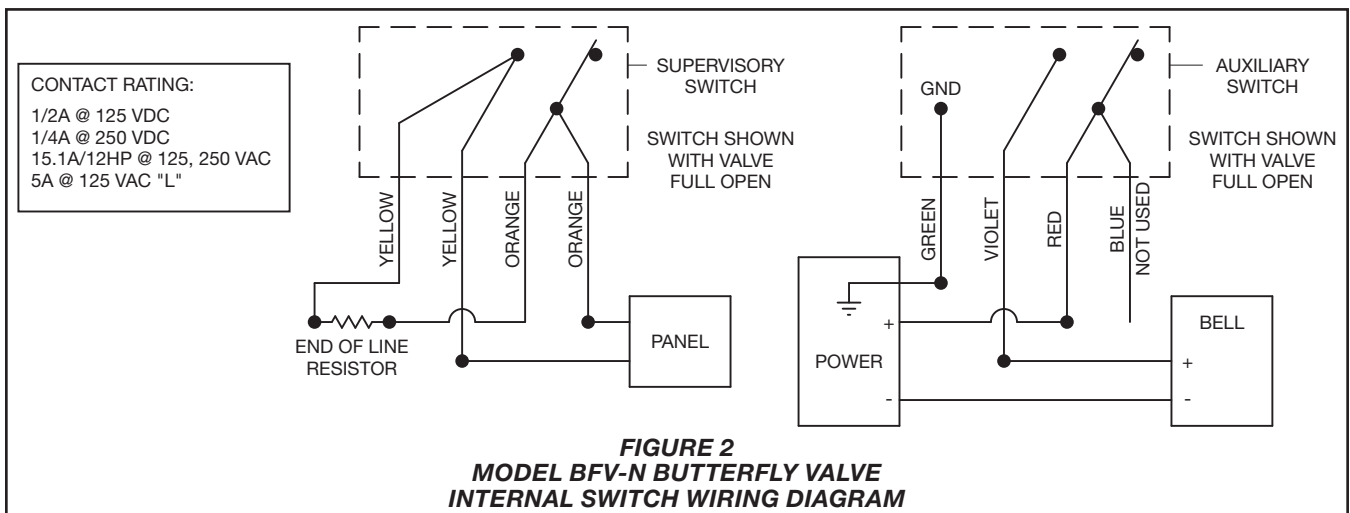 CONTACT RATING:
1/2A @ 125 VDC
1/4A @ 250 VDC
15.1A/12HP @ 125, 250 VAC
5A @ 125 VAC "L"
SUPERVISORY
SWITCH
SWITCH SHOWN
WITH VALVE
FULL OPEN
YELLOW
YELLOW
ORANGE
ORANGE
END OF LINE
RESISTOR
PANEL
GND
AUXILIARY
SWITCH
SWITCH SHOWN
WITH VALVE
FULL OPEN
GREEN
VIOLET
RED
BLUE
NOT USED
POWER
+
-
BELL
+
-
FIGURE 2
MODEL BFV-N BUTTERFLY VALVE
INTERNAL SWITCH WIRING DIAGRAM